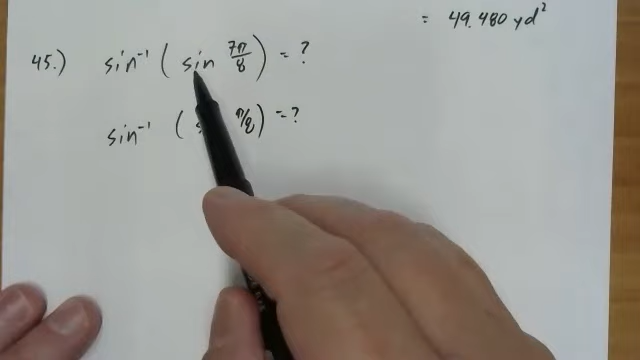 = 49.480 yd²
45.) sin⁻¹ ( sin 7π/8 ) = ?
sin⁻¹ ( s π/8 ) = ?